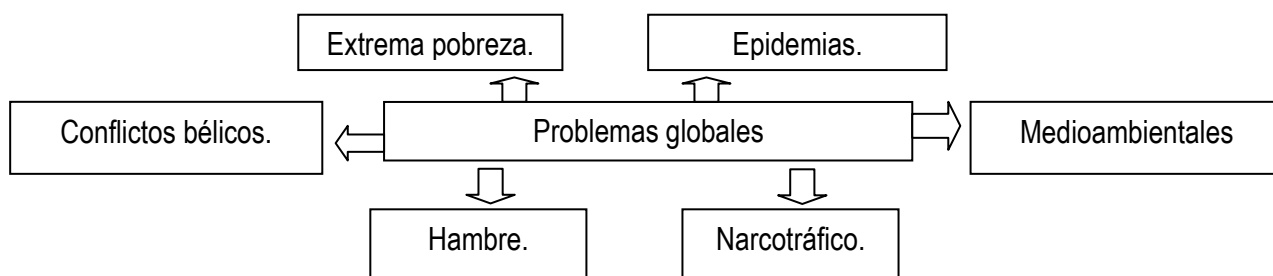 Extrema pobreza.
Epidemias.
Conflictos bélicos.
Problemas globales
Medioambientales
Hambre.
Narcotráfico.